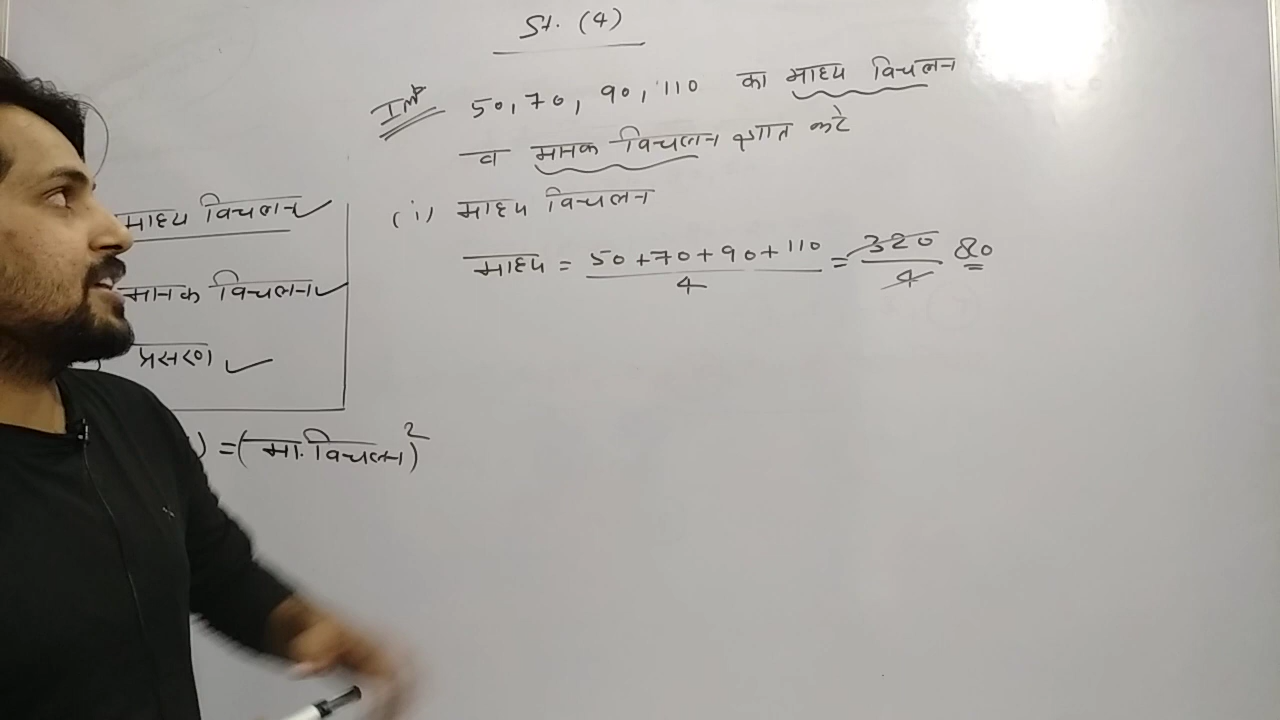 St. (4)
Imp 50, 70, 90, 110 का माध्य विचलन
व मानक विचलन ज्ञात करे
(i) माध्य विचलन
माध्य = 50+70+90+110/4 = 320/4 80
माध्य विचलन ✓
मानक विचलन ✓
प्रसरण ✓
) = (मा. विचलन)²